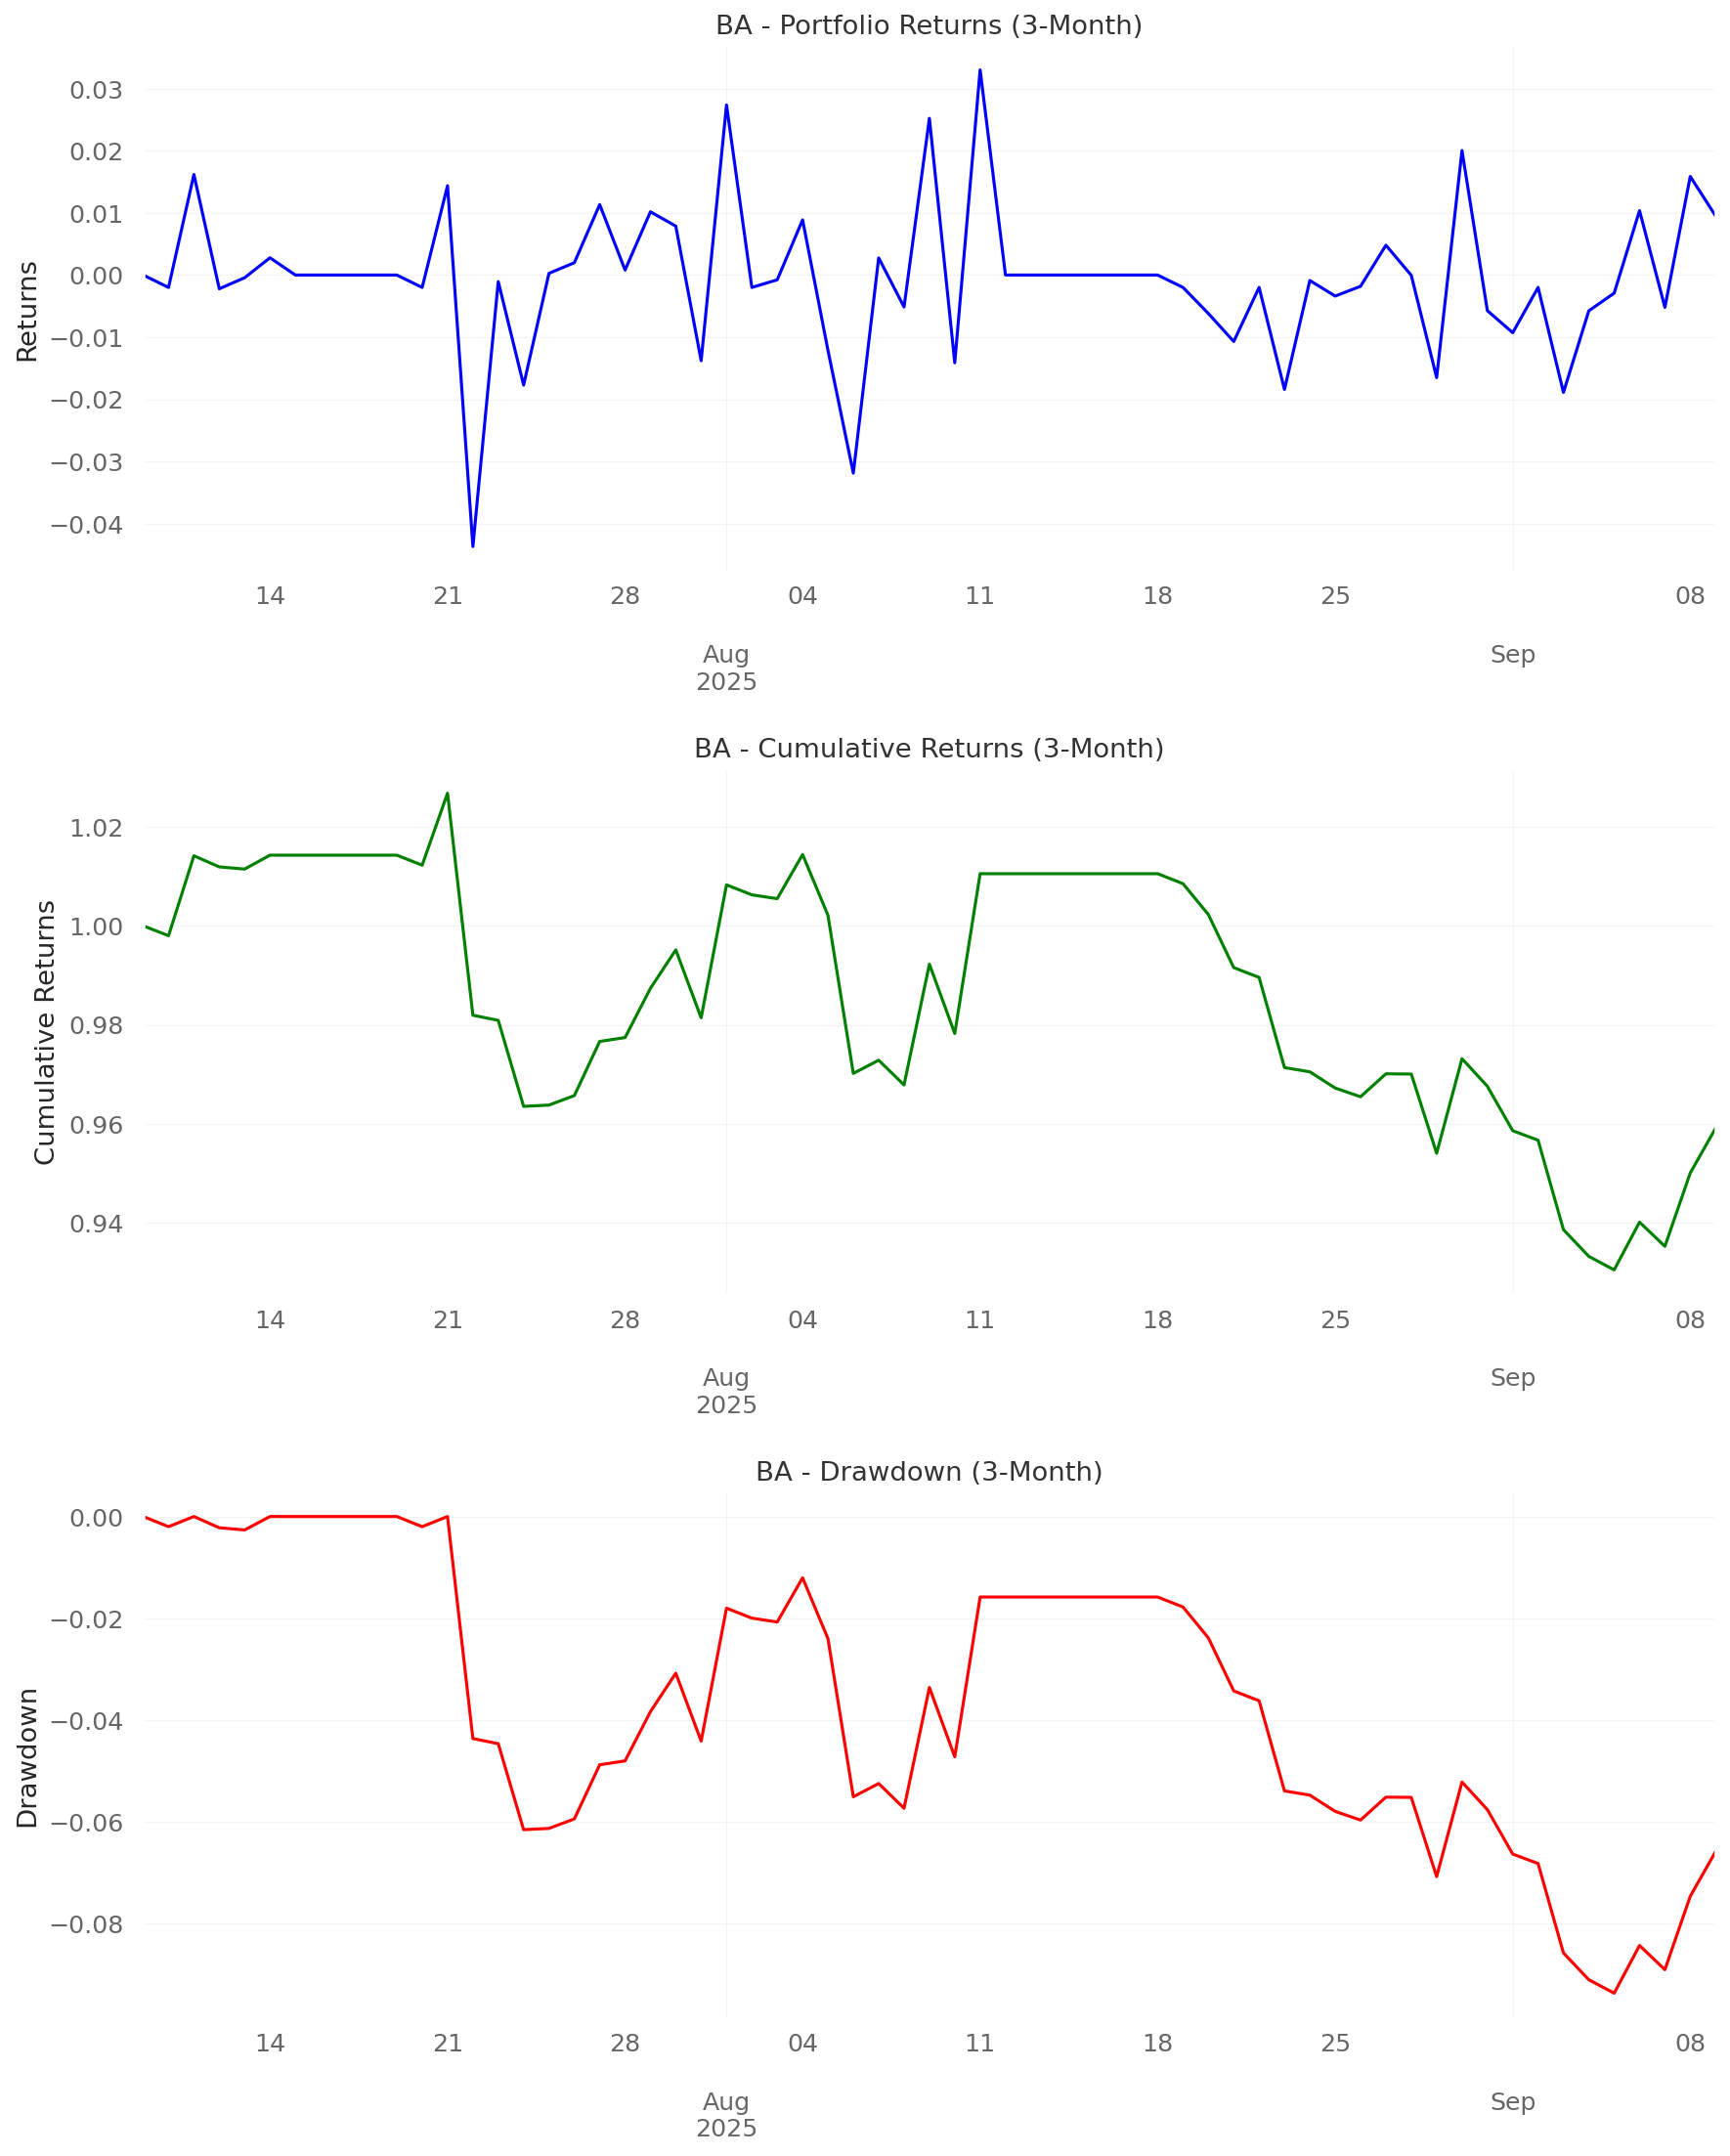 BA - Portfolio Returns (3-Month)
Returns
0.03
0.02
0.01
0.00
−0.01
−0.02
−0.03
−0.04
14 21 28 04 11 18 25 08
Aug Sep
2025
BA - Cumulative Returns (3-Month)
Cumulative Returns
1.02
1.00
0.98
0.96
0.94
14 21 28 04 11 18 25 08
Aug Sep
2025
BA - Drawdown (3-Month)
Drawdown
0.00
−0.02
−0.04
−0.06
−0.08
14 21 28 04 11 18 25 08
Aug Sep
2025